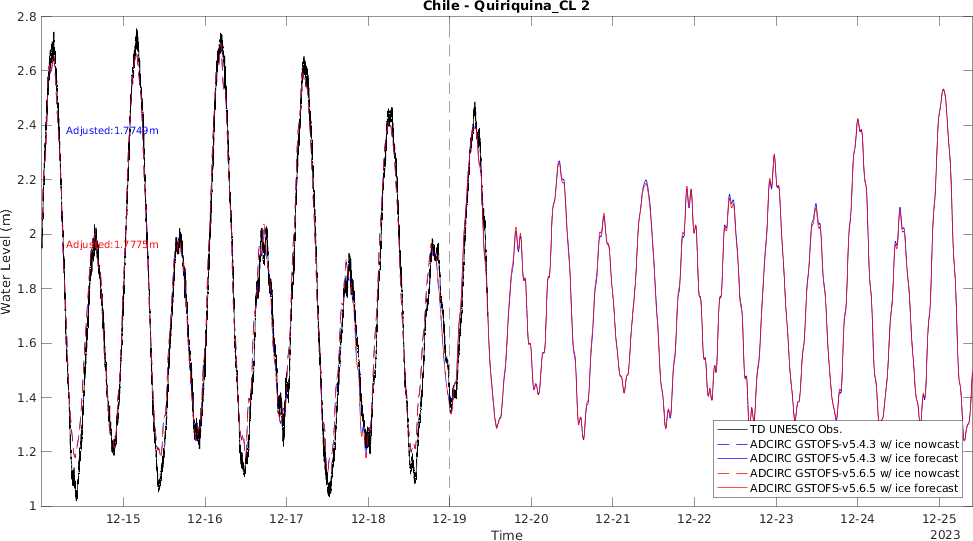 Chile - Quiriquina_CL 2
2.8
2.6
2.4
2.2
2
1.8
1.6
1.4
1.2
1
Water Level (m)
Adjusted:1.7749m
Adjusted:1.7775m
TD UNESCO Obs.
ADCIRC GSTOFS-v5.4.3 w/ ice nowcast
ADCIRC GSTOFS-v5.4.3 w/ ice forecast
ADCIRC GSTOFS-v5.6.5 w/ ice nowcast
ADCIRC GSTOFS-v5.6.5 w/ ice forecast
12-15 12-16 12-17 12-18 12-19 12-20 12-21 12-22 12-23 12-24 12-25
2023
Time